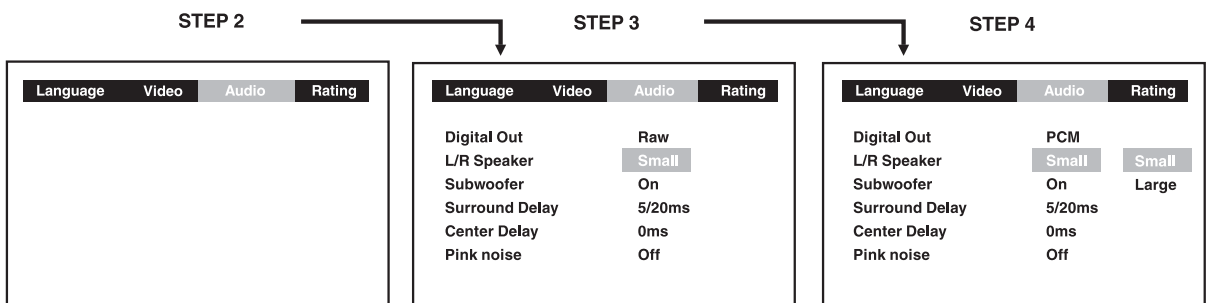 STEP 2 STEP 3 STEP 4
Language Video Audio Rating
Language Video Audio Rating
Digital Out Raw
L/R Speaker Small
Subwoofer On
Surround Delay 5/20ms
Center Delay 0ms
Pink noise Off
Language Video Audio Rating
Digital Out PCM
L/R Speaker Small Small
Subwoofer On Large
Surround Delay 5/20ms
Center Delay 0ms
Pink noise Off